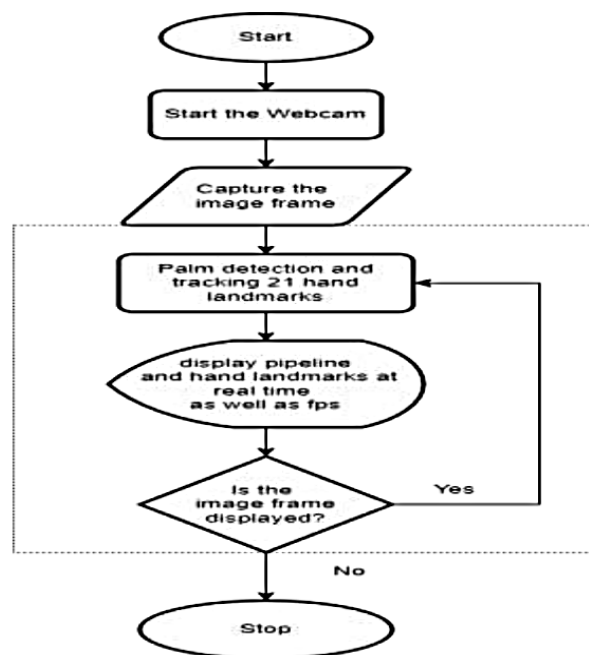 Start
Start the Webcam
Capture the
image frame
Palm detection and
tracking 21 hand
landmarks
display pipeline
and hand landmarks at
real time
as well as fps
Is the
image frame
displayed?
Yes
No
Stop